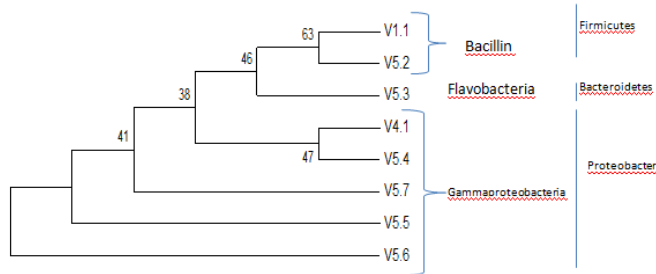 63
V1.1
Bacillin
Firmicutes
V5.2
46
V5.3
Flavobacteria
Bacteroidetes
38
V4.1
47
V5.4
41
V5.7
Gammaproteobacteria
Proteobacter
V5.5
V5.6